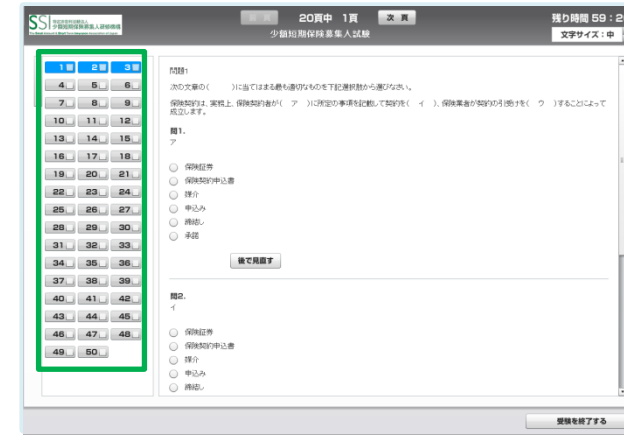 SSI
少額短期保険募集人研修機構
前 頁 20頁中 1頁 次 頁
少額短期保険募集人試験
残り時間 59：2
文字サイズ：中
1 2 3
4 5 6
7 8 9
10 11 12
13 14 15
16 17 18
19 20 21
22 23 24
25 26 27
28 29 30
31 32 33
34 35 36
37 38 39
40 41 42
43 44 45
46 47 48
49 50
問題1
次の文章の(　　)に当てはまる最も適切なものを下記選択肢から選びなさい。
保険契約は、実務上、保険契約者が(　ア　)に所定の事項を記載して契約を(　イ　)、保険業者が契約の引受けを(　ウ　)することによって
成立します。
問1.
ア
保険証券
保険契約申込書
媒介
申込み
締結し
承諾
後で見直す
問2.
イ
保険証券
保険契約申込書
媒介
申込み
締結し
受験を終了する